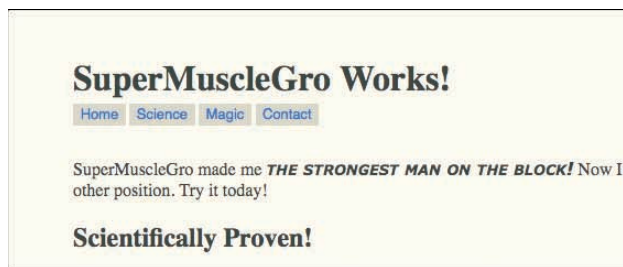 SuperMuscleGro Works!
Home Science Magic Contact
SuperMuscleGro made me THE STRONGEST MAN ON THE BLOCK! Now I
other position. Try it today!
Scientifically Proven!